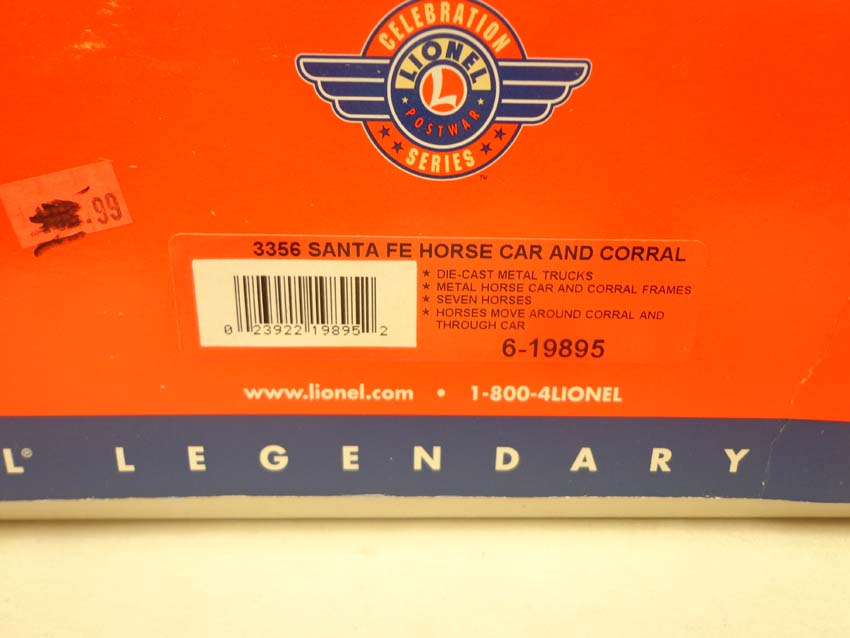 CELEBRATION
LIONEL
L
POSTWAR
SERIES
™
.99
3356 SANTA FE HORSE CAR AND CORRAL
* DIE-CAST METAL TRUCKS
* METAL HORSE CAR AND CORRAL FRAMES
* SEVEN HORSES
* HORSES MOVE AROUND CORRAL AND
THROUGH CAR
0 23922 19895 2
6-19895
www.lionel.com • 1-800-4LIONEL
L® LEGENDARY